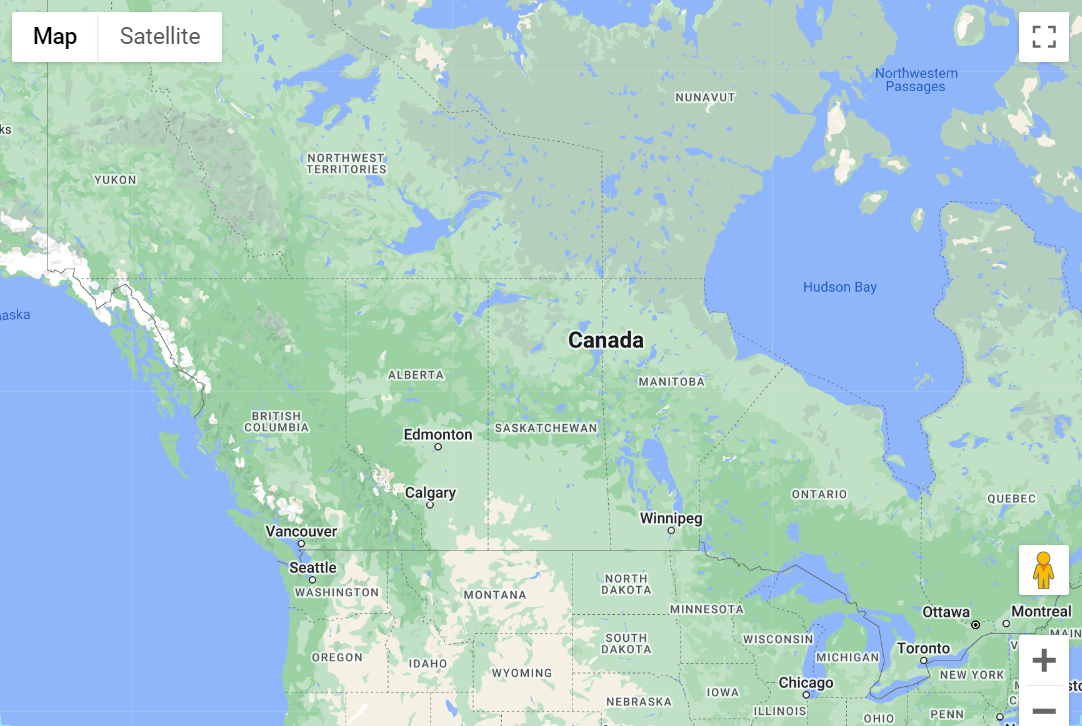 Map
Satellite
Northwestern
Passages
NUNAVUT
ks
NORTHWEST
TERRITORIES
YUKON
Hudson Bay
aska
Canada
ALBERTA
MANITOBA
BRITISH
COLUMBIA
SASKATCHEWAN
Edmonton
Calgary
ONTARIO
QUEBEC
Winnipeg
Vancouver
Seattle
WASHINGTON
MONTANA
NORTH
DAKOTA
MINNESOTA
Ottawa
Montreal
MAIN
SOUTH
DAKOTA
WISCONSIN
MICHIGAN
Toronto
V
OREGON
IDAHO
WYOMING
NEW YORK
Chicago
M
sto
IOWA
NEBRASKA
ILLINOIS
OHIO
PENN
C